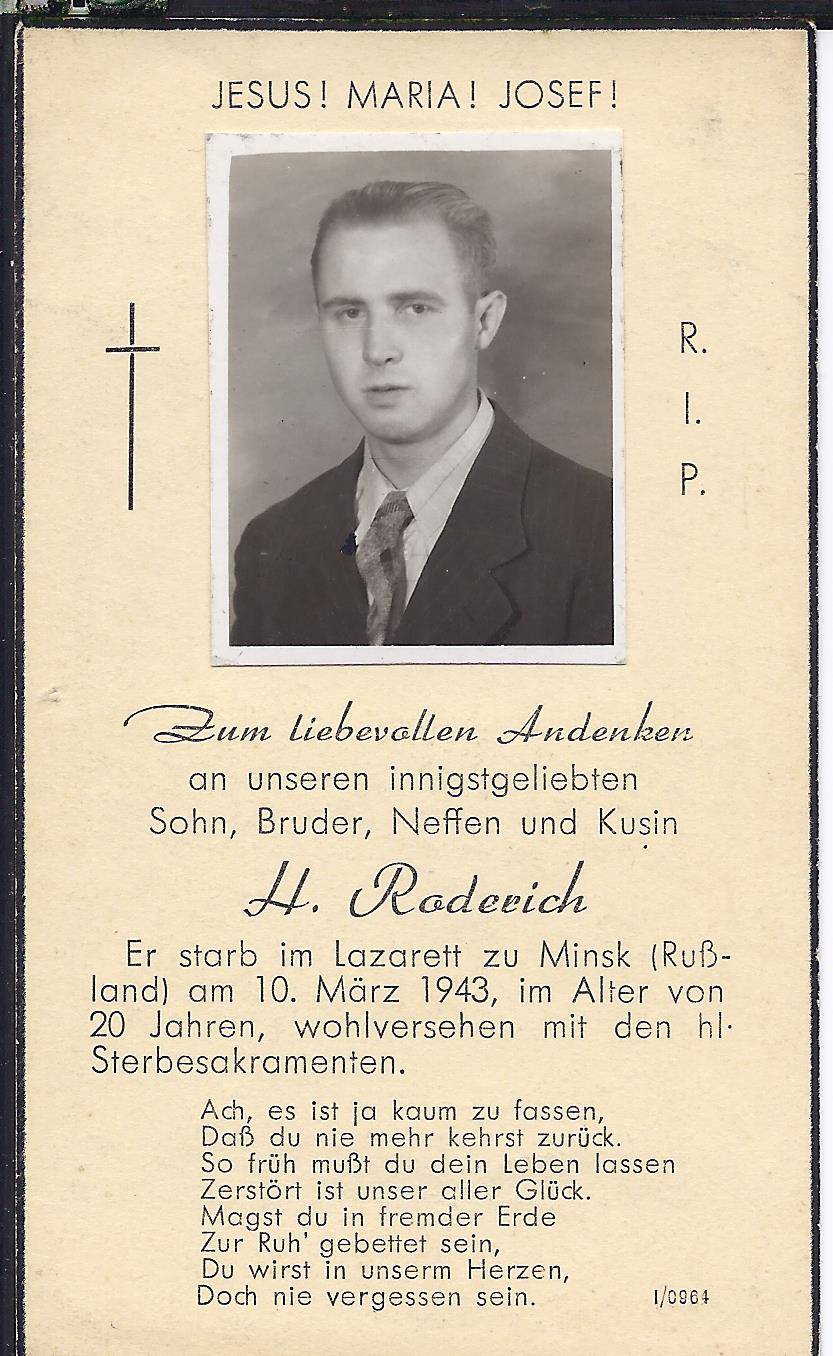 JESUS! MARIA! JOSEF!
R.
I.
P.
Zum liebevollen Andenken
an unseren innigstgeliebten
Sohn, Bruder, Neffen und Kusin
H. Roderich
Er starb im Lazarett zu Minsk (Ruß-
land) am 10. März 1943, im Alter von
20 Jahren, wohlversehen mit den hl.
Sterbesakramenten.
Ach, es ist ja kaum zu fassen,
Daß du nie mehr kehrst zurück.
So früh mußt du dein Leben lassen
Zerstört ist unser aller Glück.
Magst du in fremder Erde
Zur Ruh' gebettet sein,
Du wirst in unserm Herzen,
Doch nie vergessen sein.
I/0964